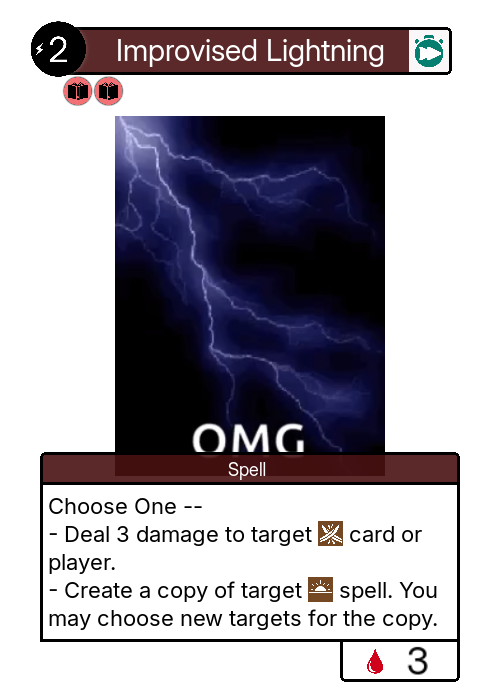 2
Improvised Lightning
OMG
Spell
Choose One --
- Deal 3 damage to target card or
player.
- Create a copy of target spell. You
may choose new targets for the copy.
3